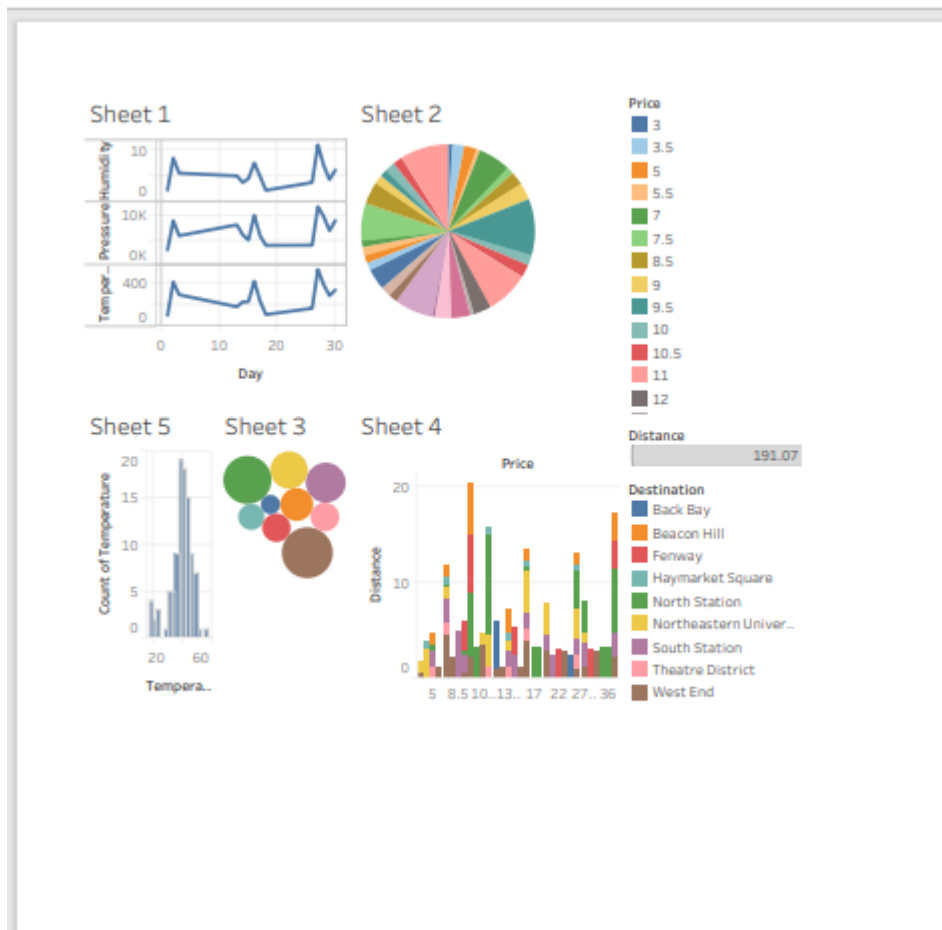 Sheet 1
Humidity
10
0
Pressure
10K
0K
Temper..
400
0
0 10 20 30
Day
Sheet 2
Price
3
3.5
5
5.5
7
7.5
8.5
9
9.5
10
10.5
11
12
Sheet 5
Count of Temperature
20
15
10
5
0
20 60
Tempera..
Sheet 3
Sheet 4
Price
Distance
20
10
0
5 8.5 10..13.. 17 22 27.. 36
Distance
191.07
Destination
Back Bay
Beacon Hill
Fenway
Haymarket Square
North Station
Northeastern Univer..
South Station
Theatre District
West End